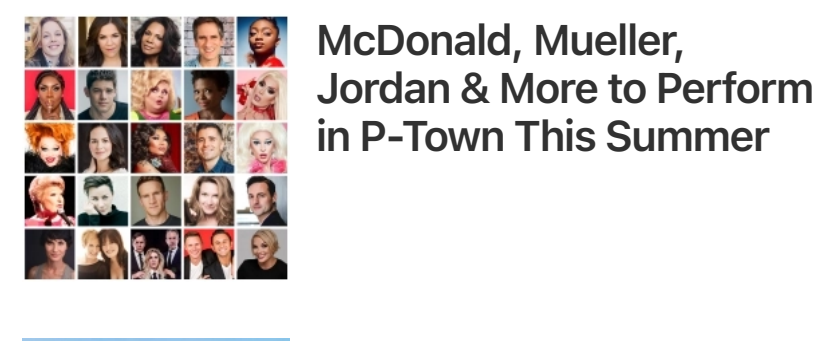 McDonald, Mueller,
Jordan & More to Perform
in P-Town This Summer